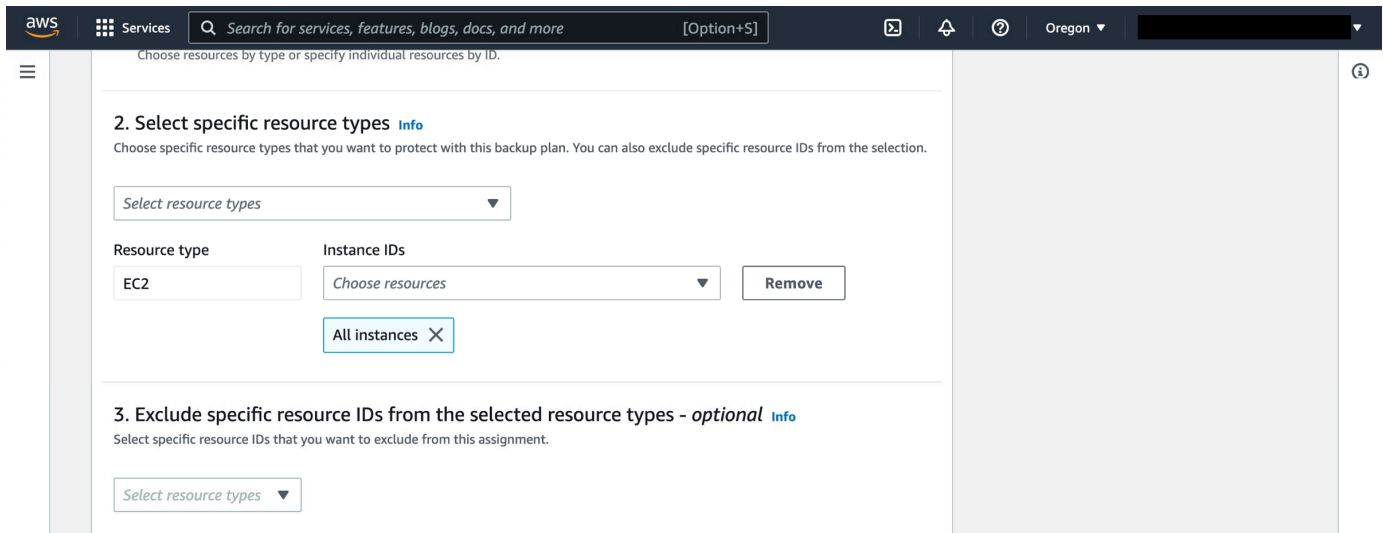 aws Services Search for services, features, blogs, docs, and more [Option+S] Oregon
Choose resources by type or specify individual resources by ID.
2. Select specific resource types Info
Choose specific resource types that you want to protect with this backup plan. You can also exclude specific resource IDs from the selection.
Select resource types
Resource type Instance IDs
EC2 Choose resources Remove
All instances
3. Exclude specific resource IDs from the selected resource types - optional Info
Select specific resource IDs that you want to exclude from this assignment.
Select resource types